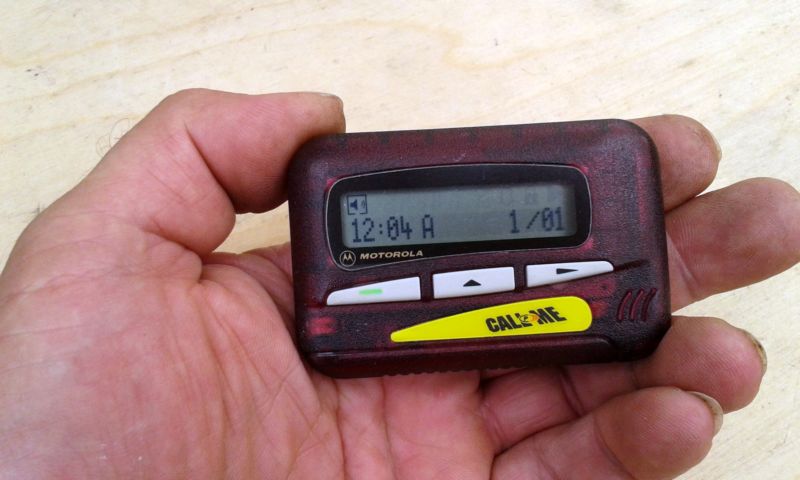 12:04 A 1/01
MOTOROLA
CALL ME